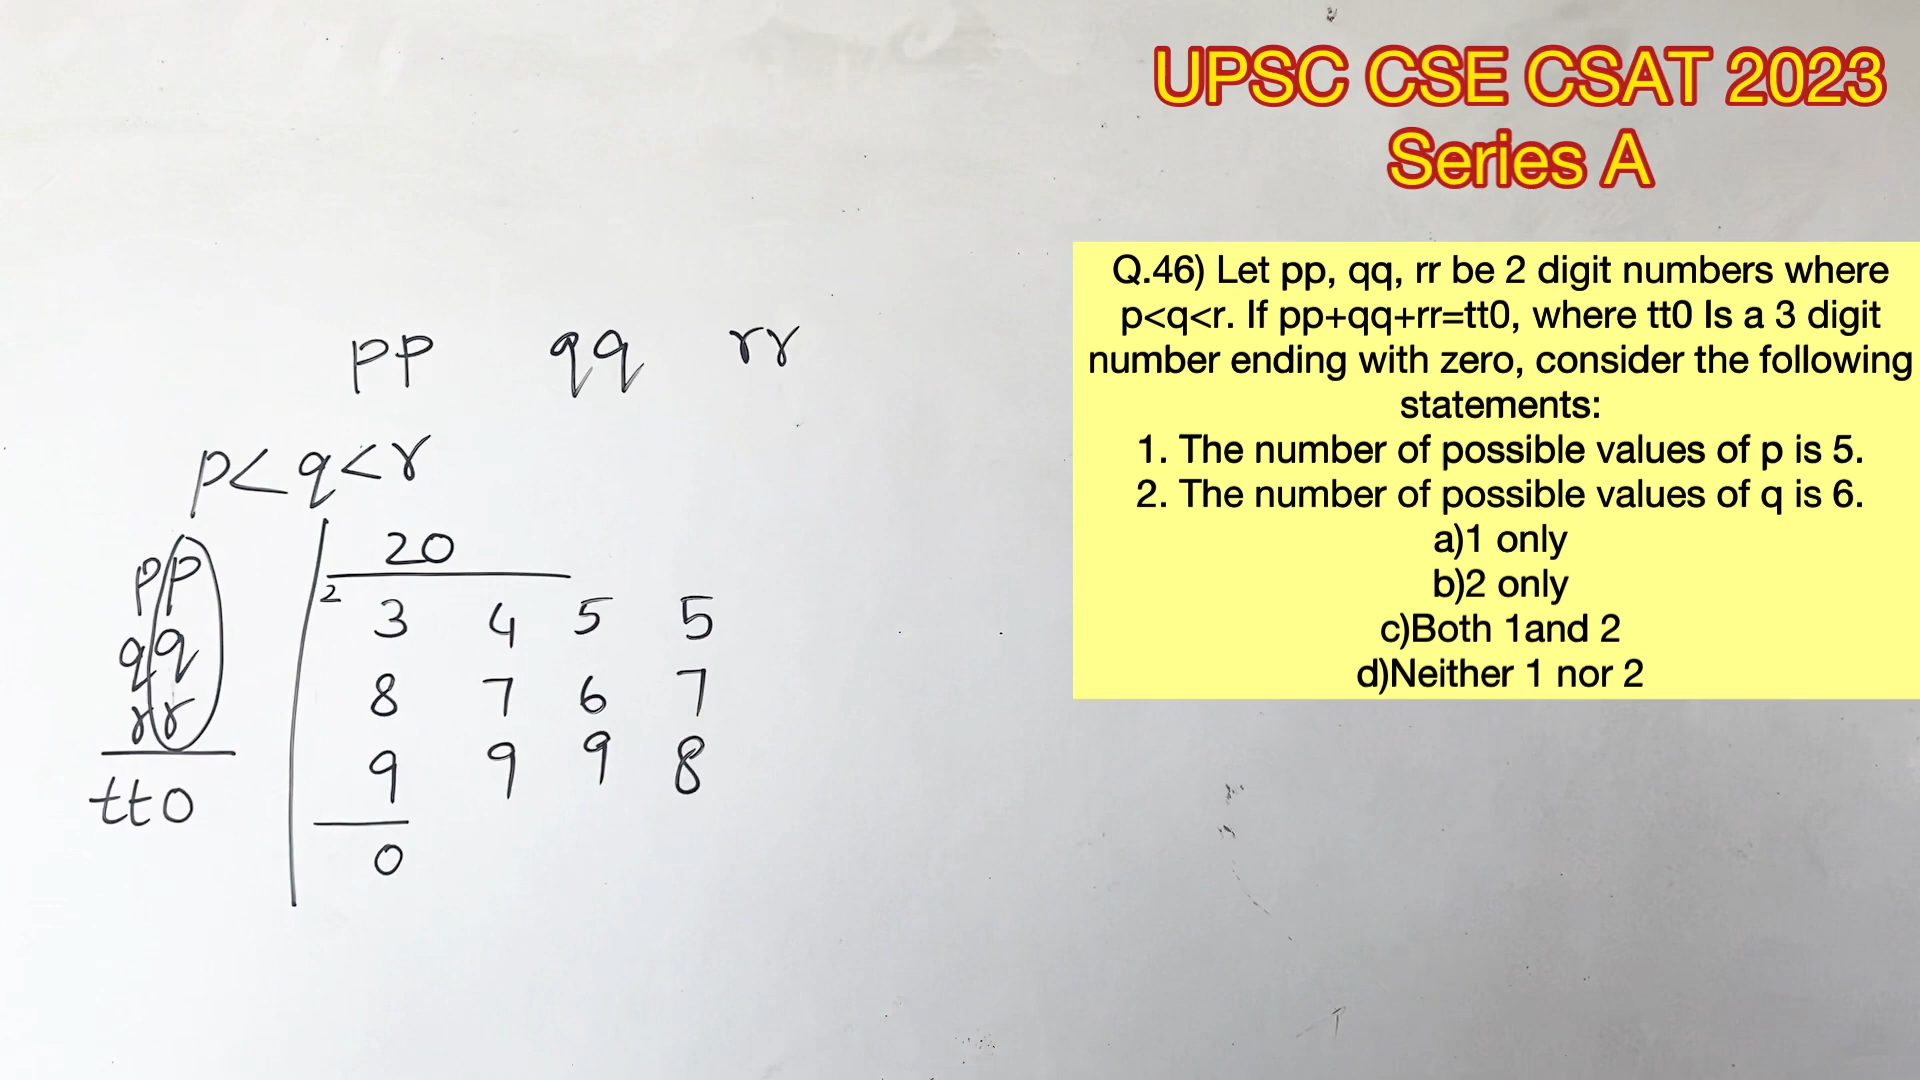 UPSC CSE CSAT 2023
Series A
Q.46) Let pp, qq, rr be 2 digit numbers where
p<q<r. If pp+qq+rr=tt0, where tt0 Is a 3 digit
number ending with zero, consider the following
statements:
1. The number of possible values of p is 5.
2. The number of possible values of q is 6.
a)1 only
b)2 only
c)Both 1and 2
d)Neither 1 nor 2
pp qq rr
p<q<r
20
pp
2 3 4 5 5
qq
8 7 6 7
rr
9 9 9 8
tt0
0